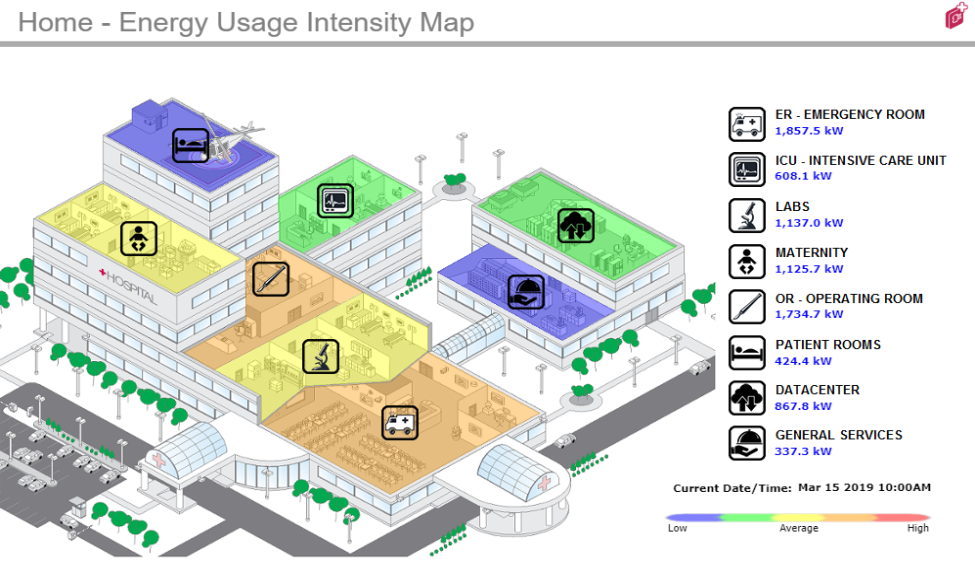 Home - Energy Usage Intensity Map
HOSPITAL
ER - EMERGENCY ROOM
1,857.5 kW
ICU - INTENSIVE CARE UNIT
608.1 kW
LABS
1,137.0 kW
MATERNITY
1,125.7 kW
OR - OPERATING ROOM
1,734.7 kW
PATIENT ROOMS
424.4 kW
DATACENTER
867.8 kW
GENERAL SERVICES
337.3 kW
Current Date/Time: Mar 15 2019 10:00AM
Low Average High